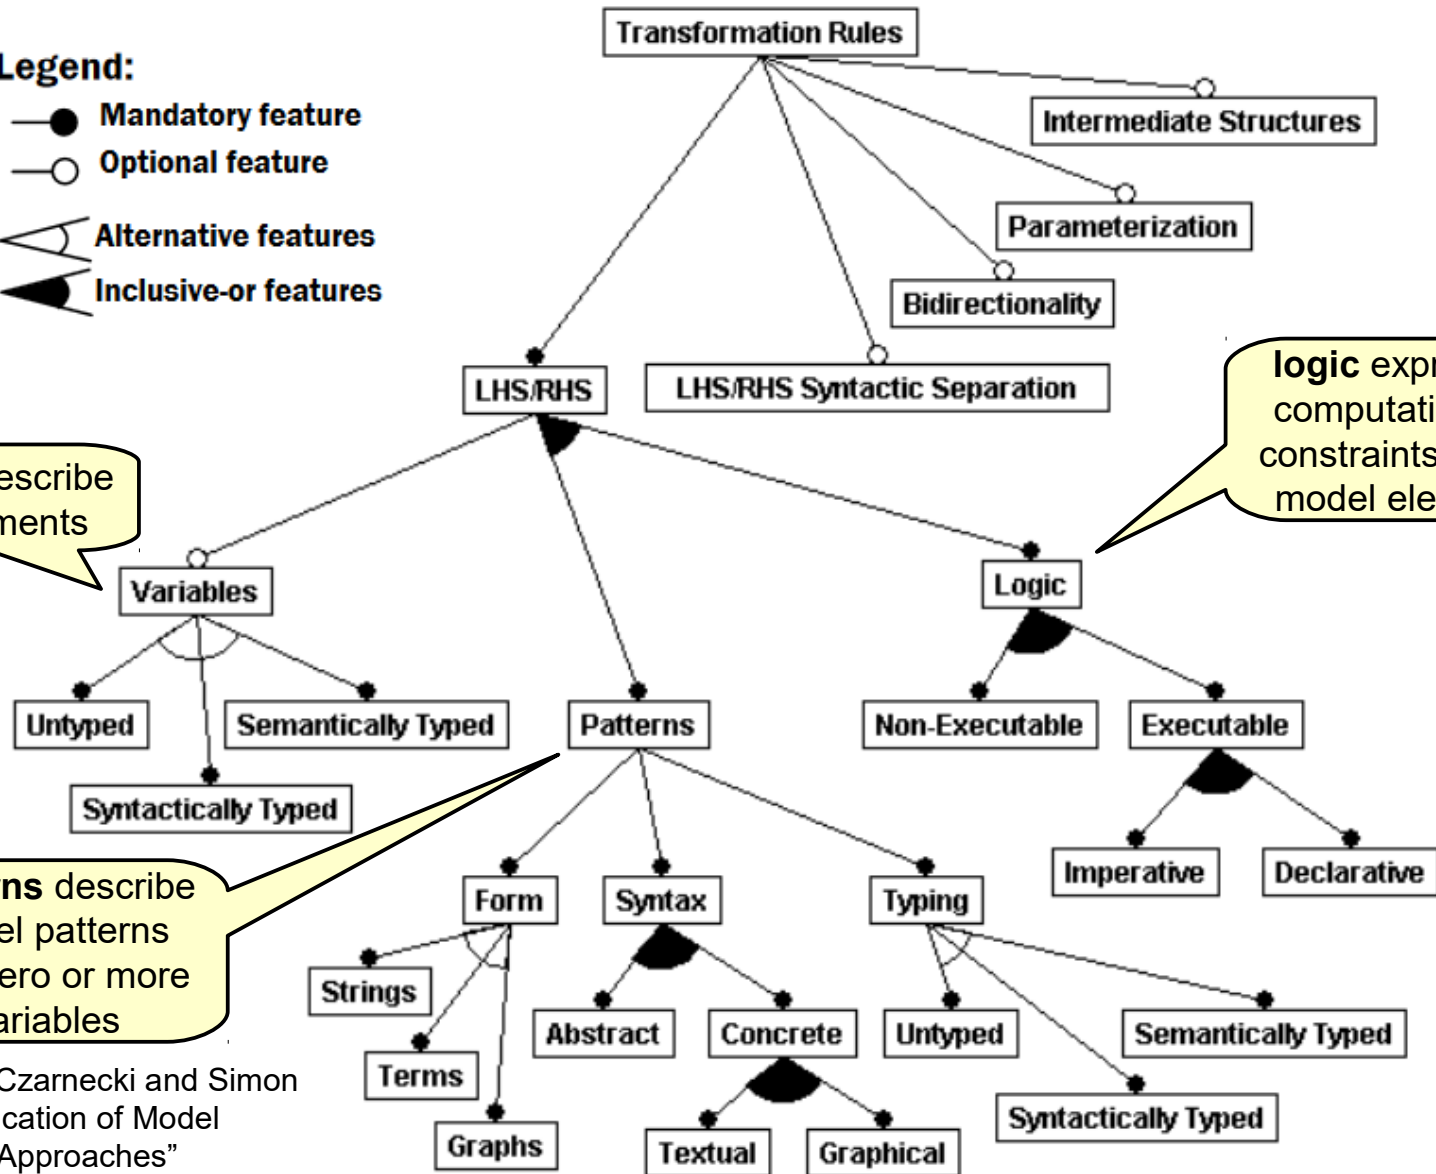 Transformation Rules
Legend:
Mandatory feature
Optional feature
Alternative features
Inclusive-or features
Intermediate Structures
Parameterization
Bidirectionality
LHS/RHS
LHS/RHS Syntactic Separation
logic expr
computati
constraints
model ele
escribe
ments
Variables
Logic
Untyped
Semantically Typed
Patterns
Non-Executable
Executable
Syntactically Typed
Imperative
Declarative
rns describe
el patterns
ero or more
ariables
Form
Syntax
Typing
Strings
Abstract
Concrete
Untyped
Semantically Typed
Terms
Syntactically Typed
Graphs
Textual
Graphical
Czarnecki and Simon
cation of Model
Approaches”